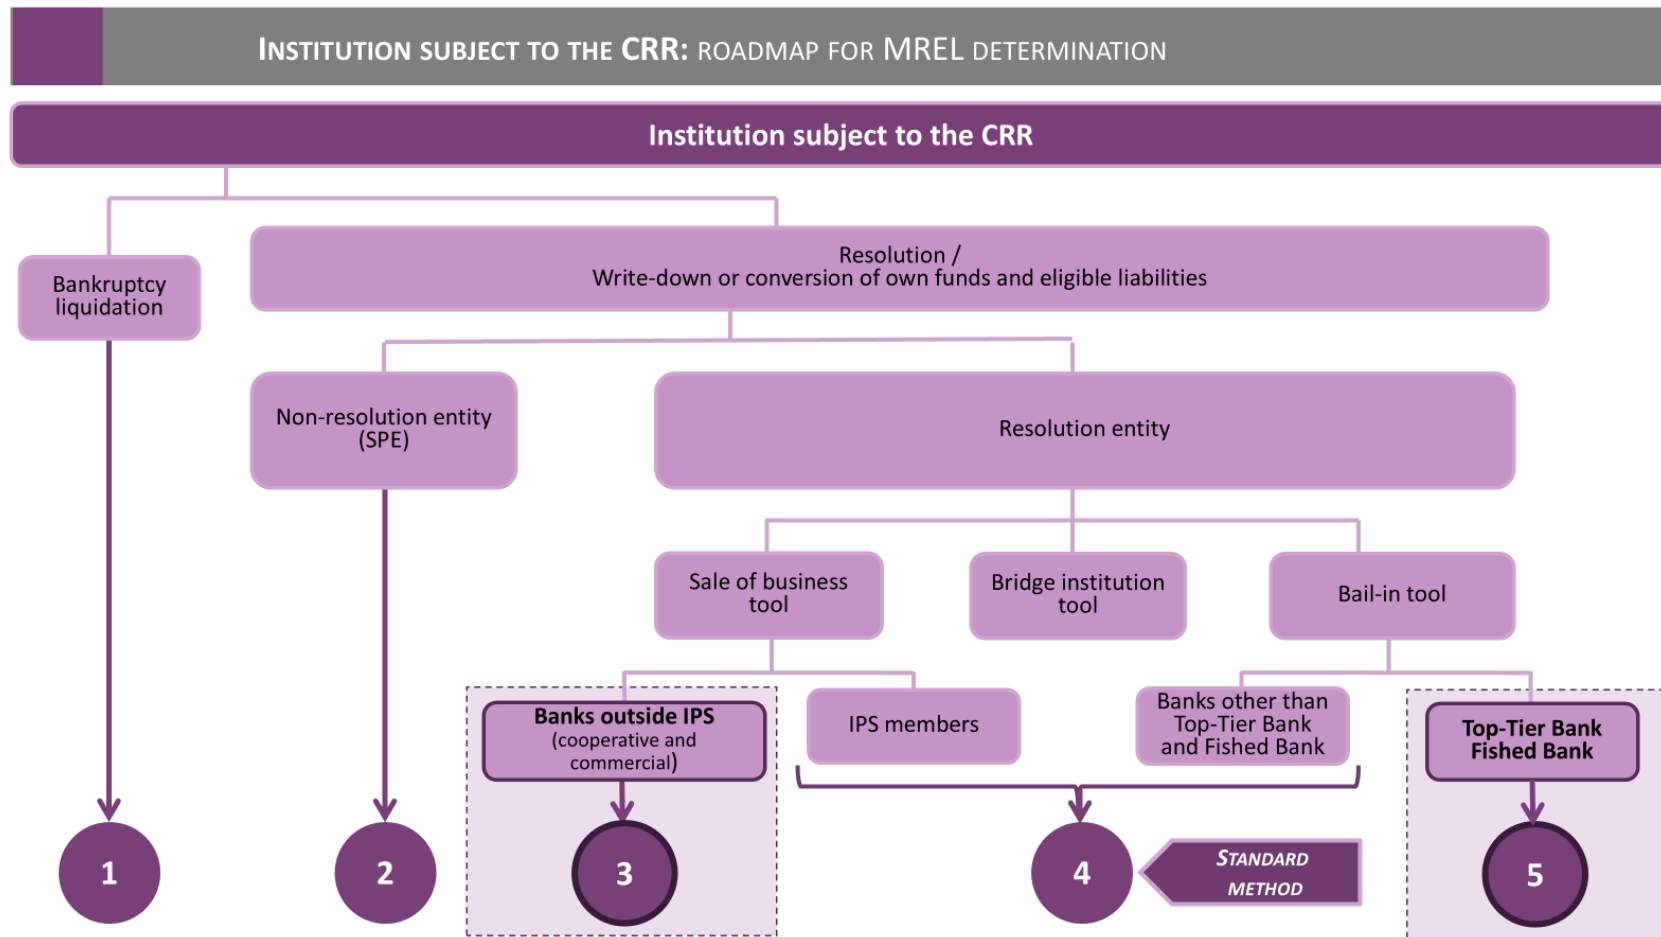 INSTITUTION SUBJECT TO THE CRR: ROADMAP FOR MREL DETERMINATION
Institution subject to the CRR
Bankruptcy
liquidation
Resolution /
Write-down or conversion of own funds and eligible liabilities
Non-resolution entity
(SPE)
Resolution entity
Sale of business
tool
Bridge institution
tool
Bail-in tool
Banks outside IPS
(cooperative and
commercial)
IPS members
Banks other than
Top-Tier Bank
and Fished Bank
Top-Tier Bank
Fished Bank
1
2
3
4
STANDARD
METHOD
5